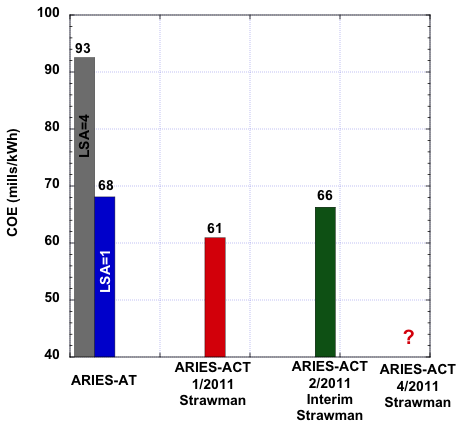 COE (mills/kWh)
100
90
80
70
60
50
40
93
LSA=4
68
LSA=1
61
66
?
ARIES-AT
ARIES-ACT
1/2011
Strawman
ARIES-ACT
2/2011
Interim
Strawman
ARIES-ACT
4/2011
Strawman